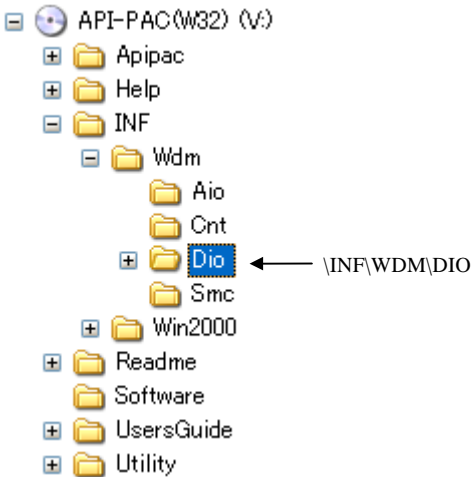 API-PAC(W32) (V:)
Apipac
Help
INF
Wdm
Aio
Cnt
Dio
\INF\WDM\DIO
Smc
Win2000
Readme
Software
UsersGuide
Utility